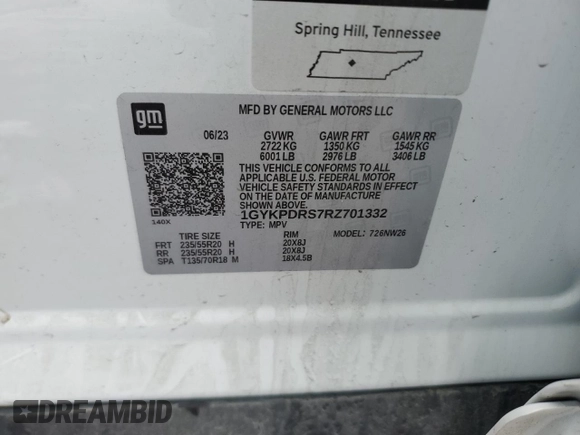 Spring Hill, Tennessee
gm
MFD BY GENERAL MOTORS LLC
06/23 GVWR GAWR FRT GAWR RR
2722 KG 1350 KG 1545 KG
6001 LB 2976 LB 3406 LB
THIS VEHICLE CONFORMS TO ALL
APPLICABLE U.S. FEDERAL MOTOR
VEHICLE SAFETY STANDARDS IN EFFECT
ON THE DATE OF MANUFACTURE
SHOWN ABOVE.
1GYKPDRS7RZ701332
TYPE: MPV MODEL: 726NW26
140X
TIRE SIZE RIM
FRT 235/55R20 H 20X8J
RR 235/55R20 H 20X8J
SPA T135/70R18 M 18X4.5B
DREAMBID